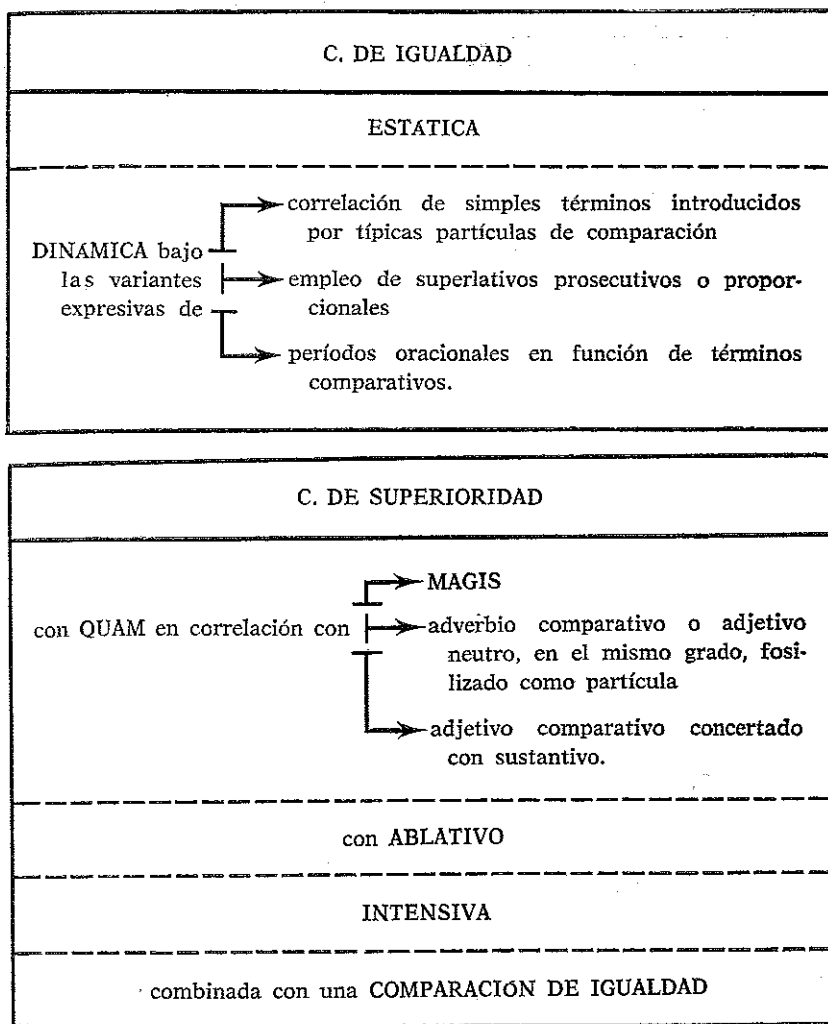 C. DE IGUALDAD
ESTÁTICA
DINÁMICA bajo
las variantes
expresivas de
correlación de simples términos introducidos
por típicas partículas de comparación
empleo de superlativos prosecutivos o propor-
cionales
períodos oracionales en función de términos
comparativos.
C. DE SUPERIORIDAD
con QUAM en correlación con
MAGIS
adverbio comparativo o adjetivo
neutro, en el mismo grado, fosi-
lizado como partícula
adjetivo comparativo concertado
con sustantivo.
con ABLATIVO
INTENSIVA
combinada con una COMPARACIÓN DE IGUALDAD